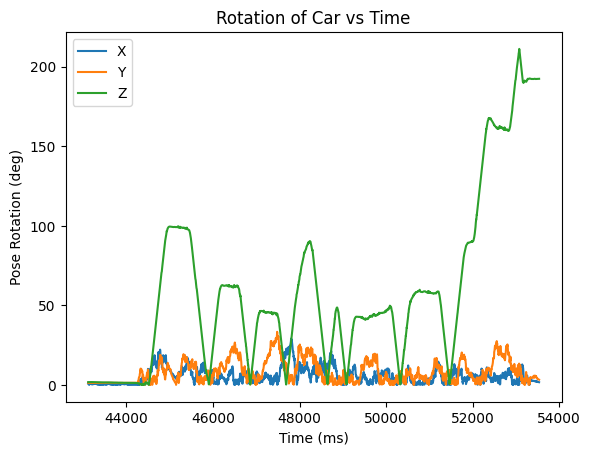 Rotation of Car vs Time
X
Y
Z
Pose Rotation (deg)
200
150
100
50
0
44000 46000 48000 50000 52000 54000
Time (ms)